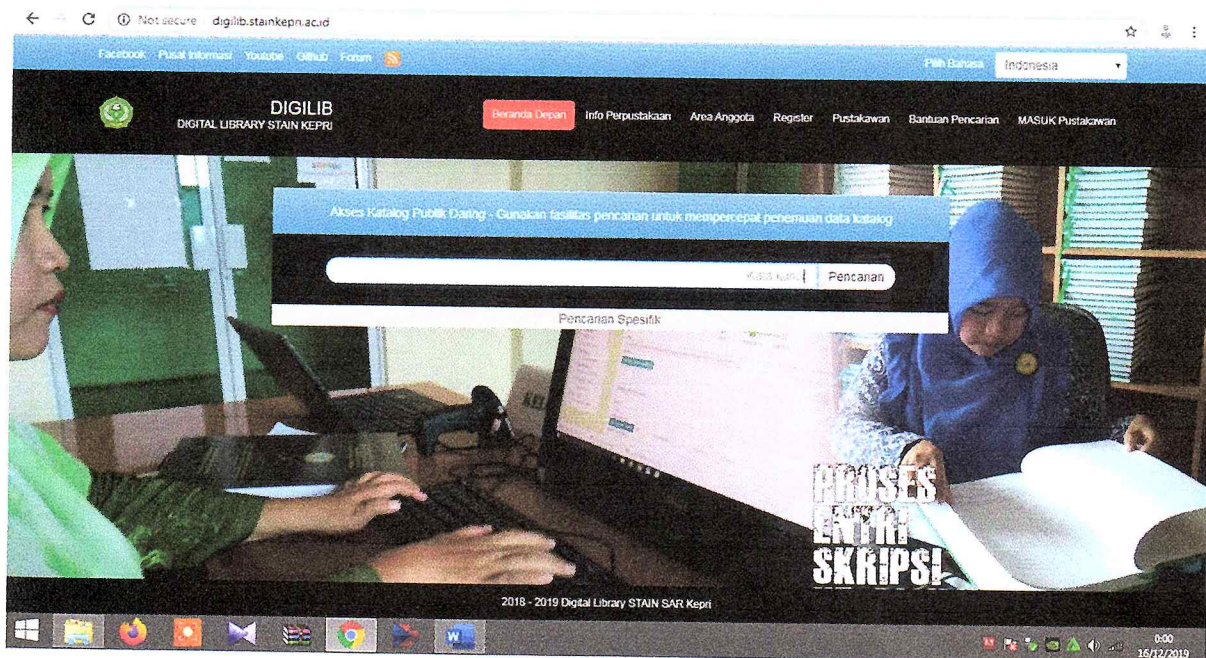 Not secure digilib.stainkepri.ac.id
Facebook Pusat Informasi Youtube Github Forum
Pilih Bahasa Indonesia
DIGILIB
DIGITAL LIBRARY STAIN KEPRI
Beranda Depan Info Perpustakaan Area Anggota Register Pustakawan Bantuan Pencarian MASUK Pustakawan
Akses Katalog Publik Daring - Gunakan fasilitas pencarian untuk mempercepat penemuan data katalog
Kata kunci Pencarian
Pencarian Spesifik
PROSES
ENTRI
SKRIPSI
2018 - 2019 Digital Library STAIN SAR Kepri
W
0:00
16/12/2019